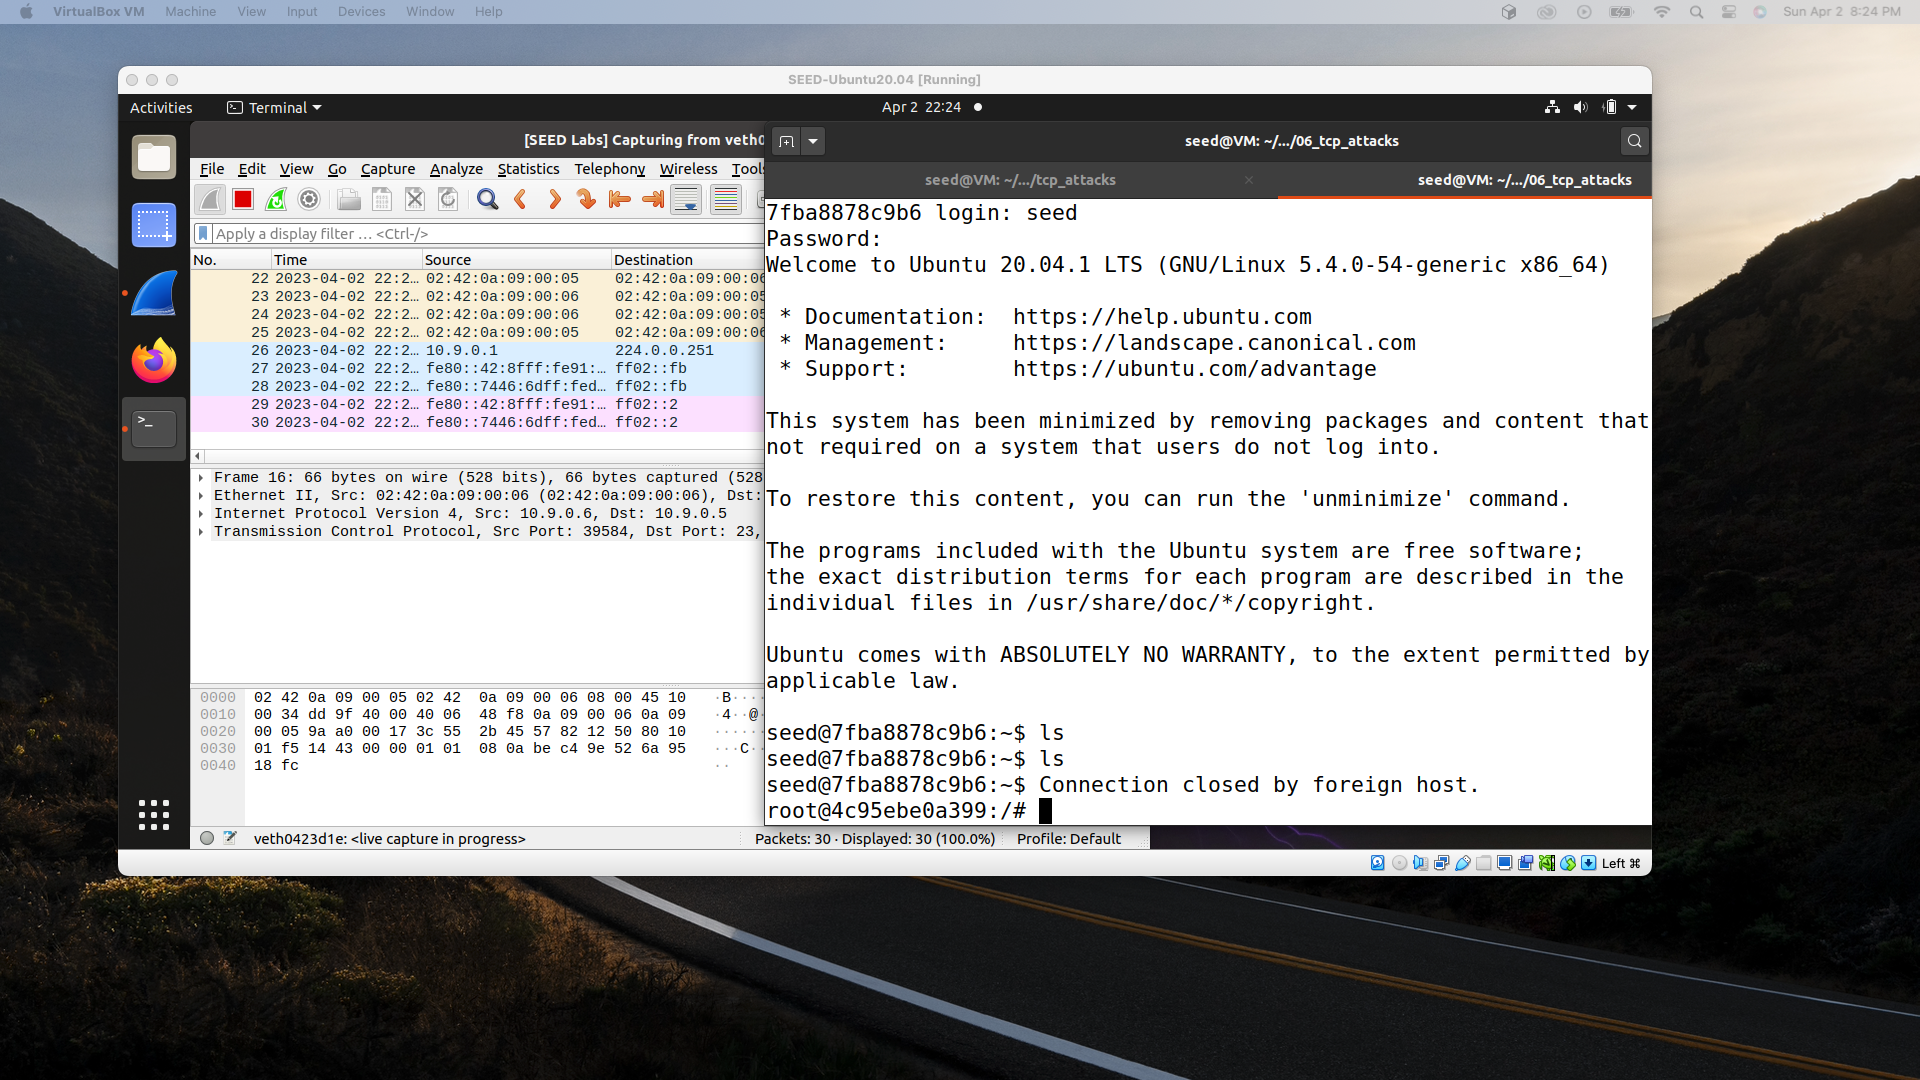 VirtualBox VM Machine View Input Devices Window Help
Sun Apr 2 8:24 PM
SEED-Ubuntu20.04 [Running]
Activities Terminal
Apr 2 22:24
[SEED Labs] Capturing from veth0
File Edit View Go Capture Analyze Statistics Telephony Wireless Tools
Apply a display filter … <Ctrl-/>
No. Time Source Destination
22 2023-04-02 22:2… 02:42:0a:09:00:05 02:42:0a:09:00:06
23 2023-04-02 22:2… 02:42:0a:09:00:06 02:42:0a:09:00:05
24 2023-04-02 22:2… 02:42:0a:09:00:06 02:42:0a:09:00:05
25 2023-04-02 22:2… 02:42:0a:09:00:05 02:42:0a:09:00:06
26 2023-04-02 22:2… 10.9.0.1 224.0.0.251
27 2023-04-02 22:2… fe80::42:8fff:fe91:… ff02::fb
28 2023-04-02 22:2… fe80::7446:6dff:fed… ff02::fb
29 2023-04-02 22:2… fe80::42:8fff:fe91:… ff02::2
30 2023-04-02 22:2… fe80::7446:6dff:fed… ff02::2
Frame 16: 66 bytes on wire (528 bits), 66 bytes captured (528
Ethernet II, Src: 02:42:0a:09:00:06 (02:42:0a:09:00:06), Dst:
Internet Protocol Version 4, Src: 10.9.0.6, Dst: 10.9.0.5
Transmission Control Protocol, Src Port: 39584, Dst Port: 23,
0000 02 42 0a 09 00 05 02 42 0a 09 00 06 08 00 45 10 ·B····
0010 00 34 dd 9f 40 00 40 06 48 f8 0a 09 00 06 0a 09 ·4··@·
0020 00 05 9a a0 00 17 3c 55 2b 45 57 82 12 50 80 10 ······
0030 01 f5 14 43 00 00 01 01 08 0a be c4 9e 52 6a 95 ···C··
0040 18 fc ··
veth0423d1e: <live capture in progress>
Packets: 30 · Displayed: 30 (100.0%)
Profile: Default
seed@VM: ~/.../06_tcp_attacks
seed@VM: ~/.../tcp_attacks
seed@VM: ~/.../06_tcp_attacks
7fba8878c9b6 login: seed
Password:
Welcome to Ubuntu 20.04.1 LTS (GNU/Linux 5.4.0-54-generic x86_64)
* Documentation: https://help.ubuntu.com
* Management: https://landscape.canonical.com
* Support: https://ubuntu.com/advantage
This system has been minimized by removing packages and content that
not required on a system that users do not log into.
To restore this content, you can run the 'unminimize' command.
The programs included with the Ubuntu system are free software;
the exact distribution terms for each program are described in the
individual files in /usr/share/doc/*/copyright.
Ubuntu comes with ABSOLUTELY NO WARRANTY, to the extent permitted by
applicable law.
seed@7fba8878c9b6:~$ ls
seed@7fba8878c9b6:~$ ls
seed@7fba8878c9b6:~$ Connection closed by foreign host.
root@4c95ebe0a399:/#
Left ⌘